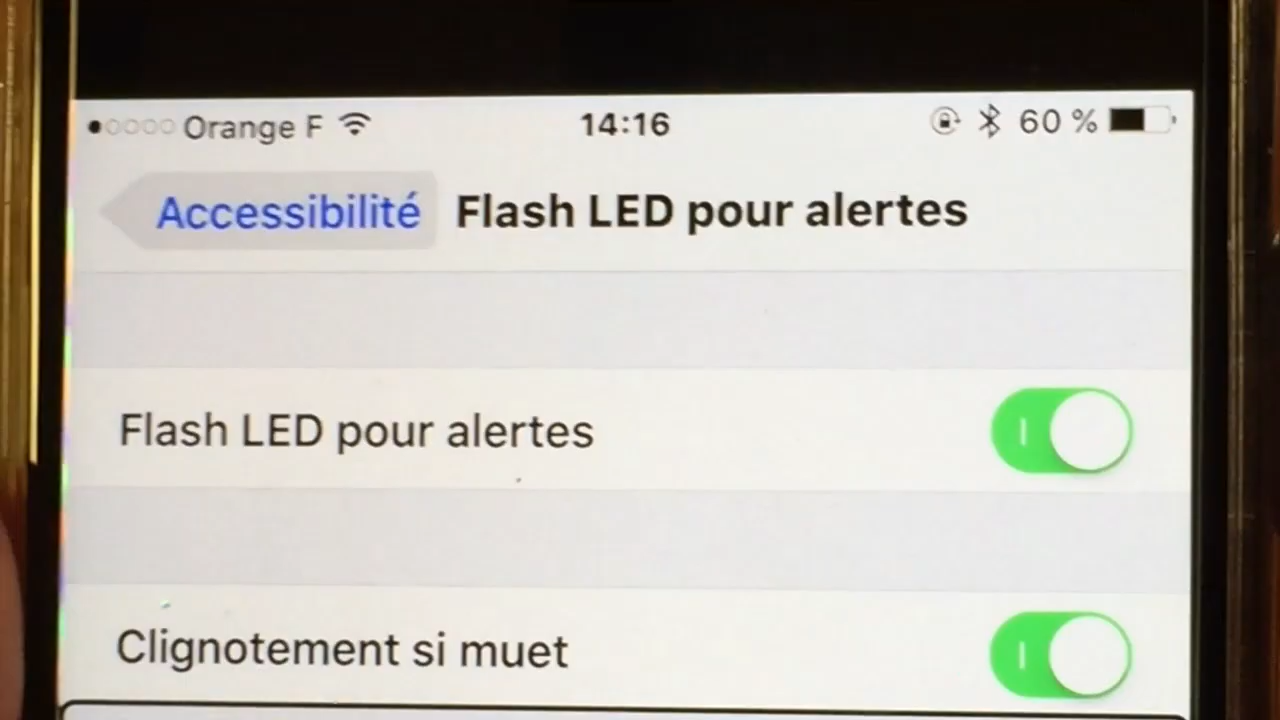 Orange F 14:16 60 %
Accessibilité Flash LED pour alertes
Flash LED pour alertes
Clignotement si muet